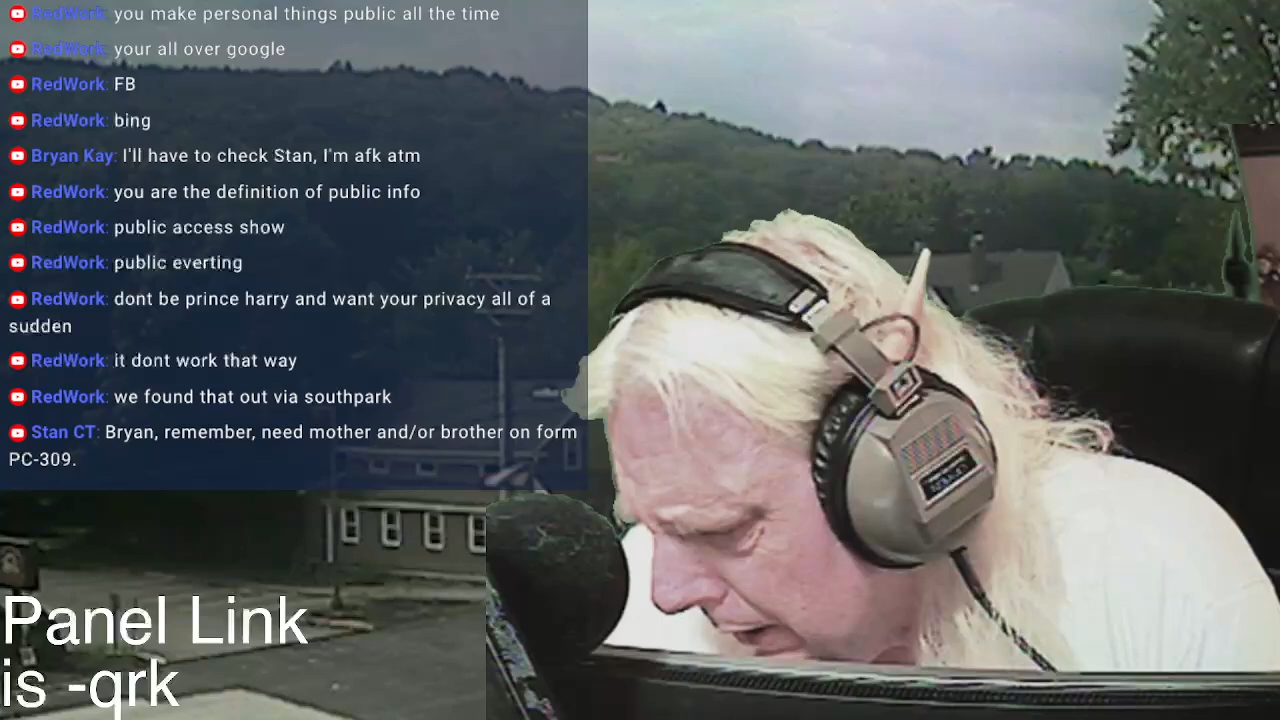 RedWork: you make personal things public all the time
RedWork: your all over google
RedWork: FB
RedWork: bing
Bryan Kay: I'll have to check Stan, I'm afk atm
RedWork: you are the definition of public info
RedWork: public access show
RedWork: public everting
RedWork: dont be prince harry and want your privacy all of a
sudden
RedWork: it dont work that way
RedWork: we found that out via southpark
Stan CT: Bryan, remember, need mother and/or brother on form
PC-309.
Panel Link
is -qrk